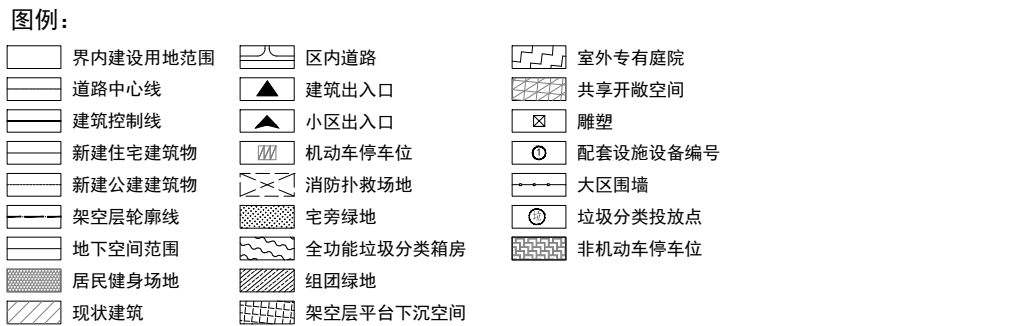 图例：
界内建设用地范围 区内道路 室外专有庭院
道路中心线 建筑出入口 共享开敞空间
建筑控制线 小区出入口 雕塑
新建住宅建筑物 机动车停车位 1 配套设施设备编号
新建公建建筑物 消防扑救场地 大区围墙
架空层轮廓线 宅旁绿地 垃 垃圾分类投放点
地下空间范围 全功能垃圾分类箱房 非机动车停车位
居民健身场地 组团绿地
现状建筑 架空层平台下沉空间